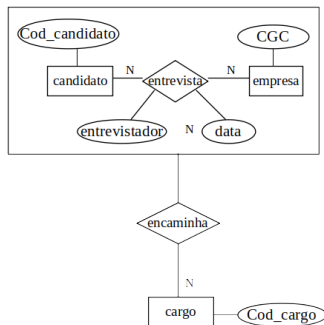 Cod_candidato
CGC
N
N
candidato
entrevista
empresa
entrevistador
N
data
encaminha
N
cargo
Cod_cargo